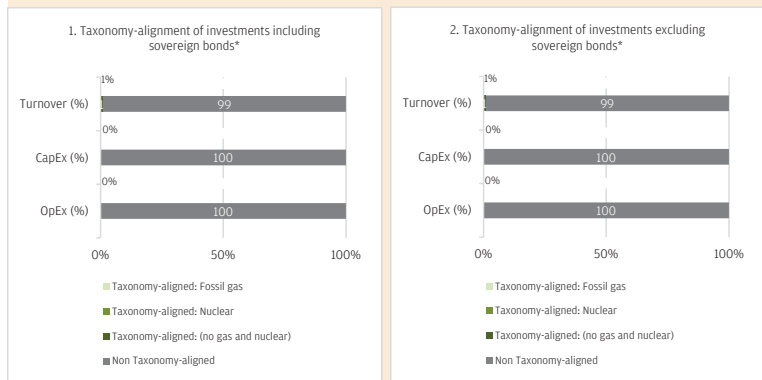 1. Taxonomy-alignment of investments including
sovereign bonds*
1%
Turnover (%)
99
0%
CapEx (%)
100
0%
OpEx (%)
100
0%
50%
100%
Taxonomy-aligned: Fossil gas
Taxonomy-aligned: Nuclear
Taxonomy-aligned: (no gas and nuclear)
Non Taxonomy-aligned
2. Taxonomy-alignment of investments excluding
sovereign bonds*
1%
Turnover (%)
99
0%
CapEx (%)
100
0%
OpEx (%)
100
0%
50%
100%
Taxonomy-aligned: Fossil gas
Taxonomy-aligned: Nuclear
Taxonomy-aligned: (no gas and nuclear)
Non Taxonomy-aligned